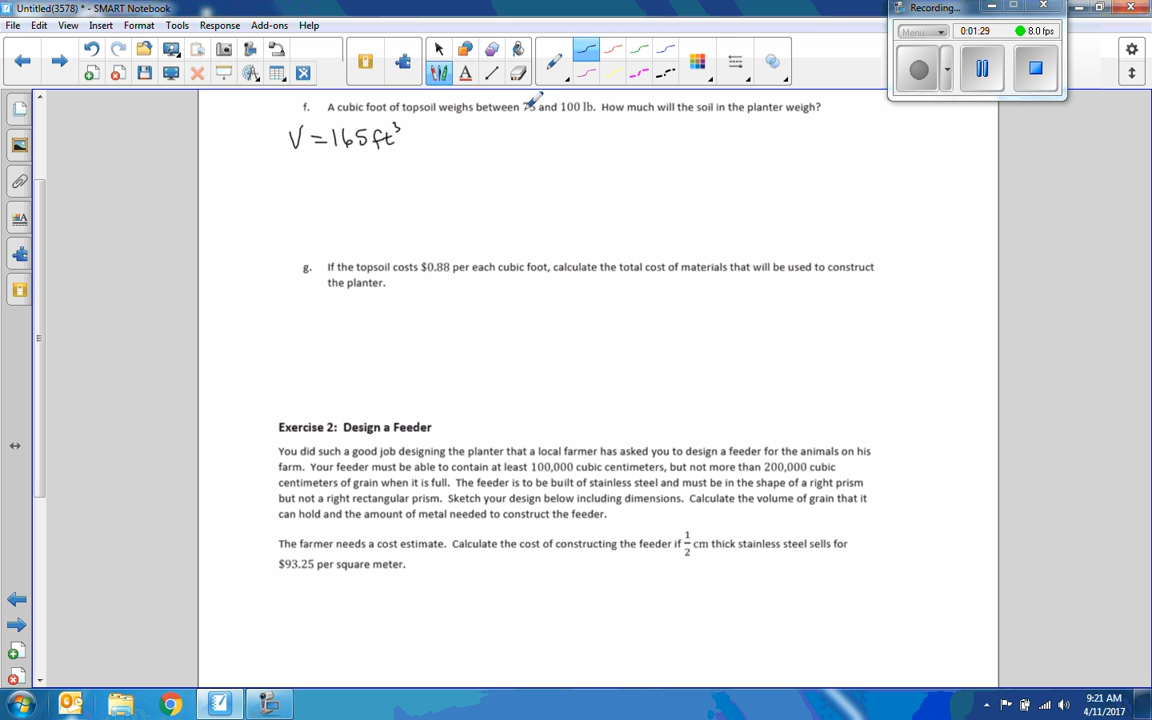 Untitled(3578) * - SMART Notebook
Recording...
File Edit View Insert Format Tools Response Add-ons Help
Menu 0:01:29 8.0 fps
f. A cubic foot of topsoil weighs between 75 and 100 lb. How much will the soil in the planter weigh?
V = 165 ft³
g. If the topsoil costs $0.88 per each cubic foot, calculate the total cost of materials that will be used to construct
the planter.
Exercise 2: Design a Feeder
You did such a good job designing the planter that a local farmer has asked you to design a feeder for the animals on his
farm. Your feeder must be able to contain at least 100,000 cubic centimeters, but not more than 200,000 cubic
centimeters of grain when it is full. The feeder is to be built of stainless steel and must be in the shape of a right prism
but not a right rectangular prism. Sketch your design below including dimensions. Calculate the volume of grain that it
can hold and the amount of metal needed to construct the feeder.
The farmer needs a cost estimate. Calculate the cost of constructing the feeder if 1/2 cm thick stainless steel sells for
$93.25 per square meter.
9:21 AM
4/11/2017